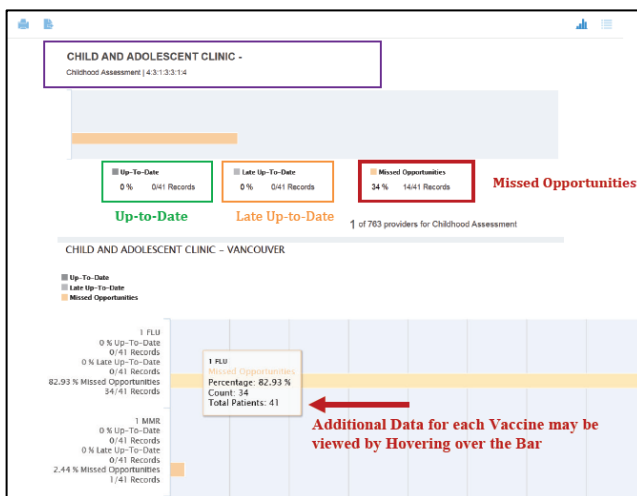 CHILD AND ADOLESCENT CLINIC -
Childhood Assessment | 4:3:1:3:3:1:4
Up-To-Date
0 % 0/41 Records
Late Up-To-Date
0 % 0/41 Records
Missed Opportunities
34 % 14/41 Records
Missed Opportunities
Up-to-Date
Late Up-to-Date
1 of 763 providers for Childhood Assessment
CHILD AND ADOLESCENT CLINIC – VANCOUVER
Up-To-Date
Late Up-To-Date
Missed Opportunities
1 FLU
0 % Up-To-Date
0/41 Records
0 % Late Up-To-Date
0/41 Records
82.93 % Missed Opportunities
34/41 Records
1 FLU
Missed Opportunities
Percentage: 82.93 %
Count: 34
Total Patients: 41
Additional Data for each Vaccine may be
viewed by Hovering over the Bar
1 MMR
0 % Up-To-Date
0/41 Records
0 % Late Up-To-Date
0/41 Records
2.44 % Missed Opportunities
1/41 Records